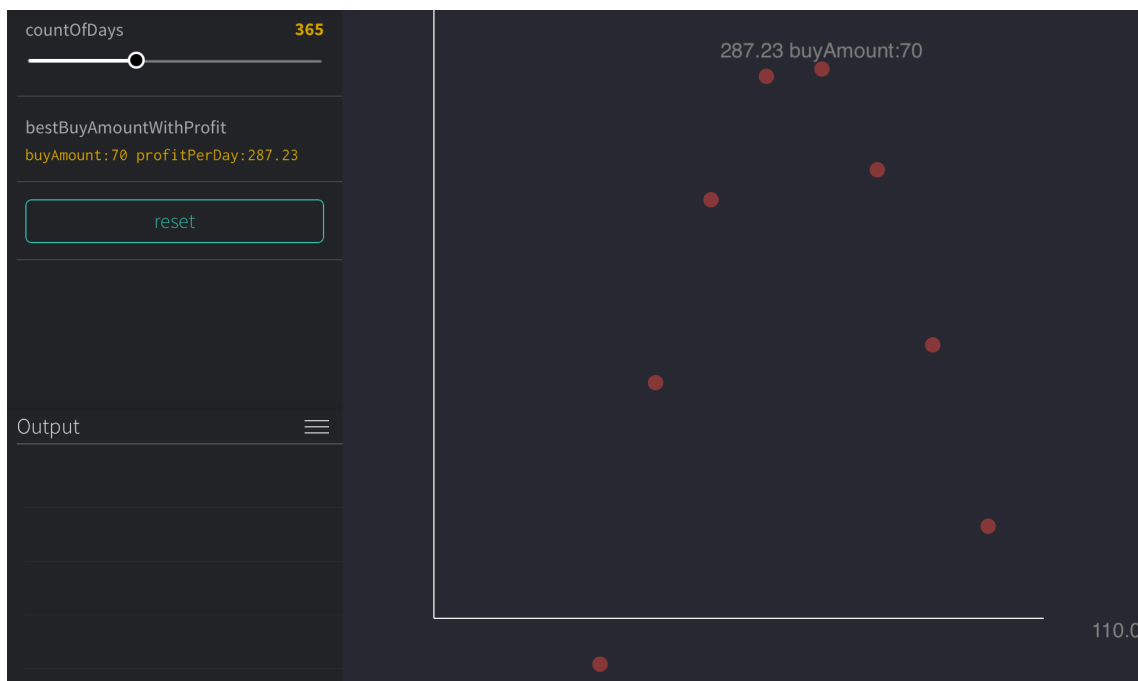 countOfDays 365
bestBuyAmountWithProfit
buyAmount:70 profitPerDay:287.23
reset
Output
287.23 buyAmount:70
110.0